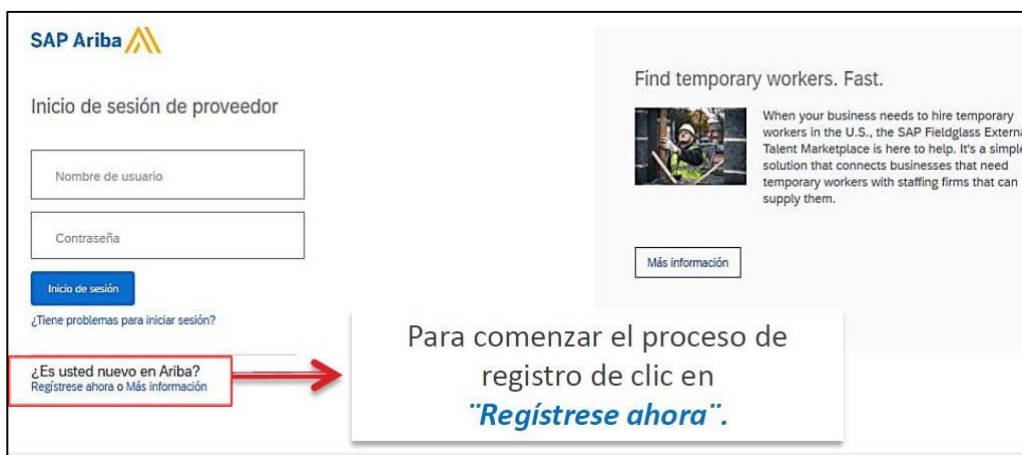 SAP Ariba
Inicio de sesión de proveedor
Nombre de usuario
Contraseña
Inicio de sesión
¿Tiene problemas para iniciar sesión?
¿Es usted nuevo en Ariba?
Regístrese ahora o Más información
Find temporary workers. Fast.
When your business needs to hire temporary
workers in the U.S., the SAP Fieldglass Externa
Talent Marketplace is here to help. It's a simple
solution that connects businesses that need
temporary workers with staffing firms that can
supply them.
Más información
Para comenzar el proceso de
registro de clic en
¨Regístrese ahora¨.